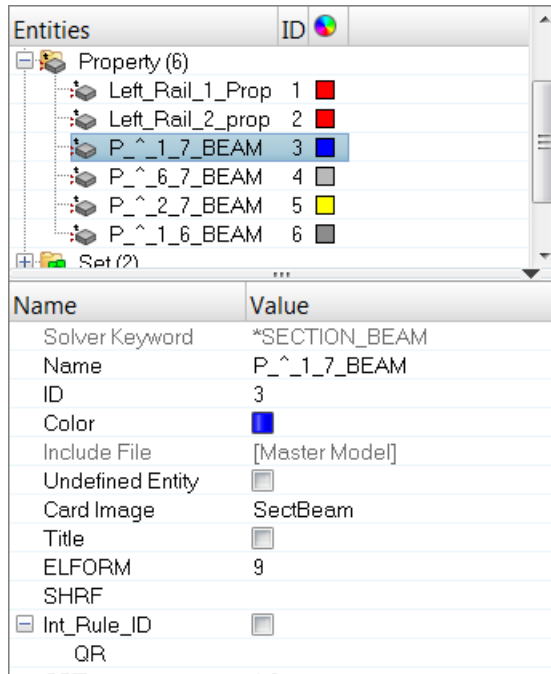 Entities ID
Property (6)
Left_Rail_1_Prop 1
Left_Rail_2_prop 2
P_^_1_7_BEAM 3
P_^_6_7_BEAM 4
P_^_2_7_BEAM 5
P_^_1_6_BEAM 6
Set (2)
Name Value
Solver Keyword *SECTION_BEAM
Name P_^_1_7_BEAM
ID 3
Color
Include File [Master Model]
Undefined Entity
Card Image SectBeam
Title
ELFORM 9
SHRF
Int_Rule_ID
QR